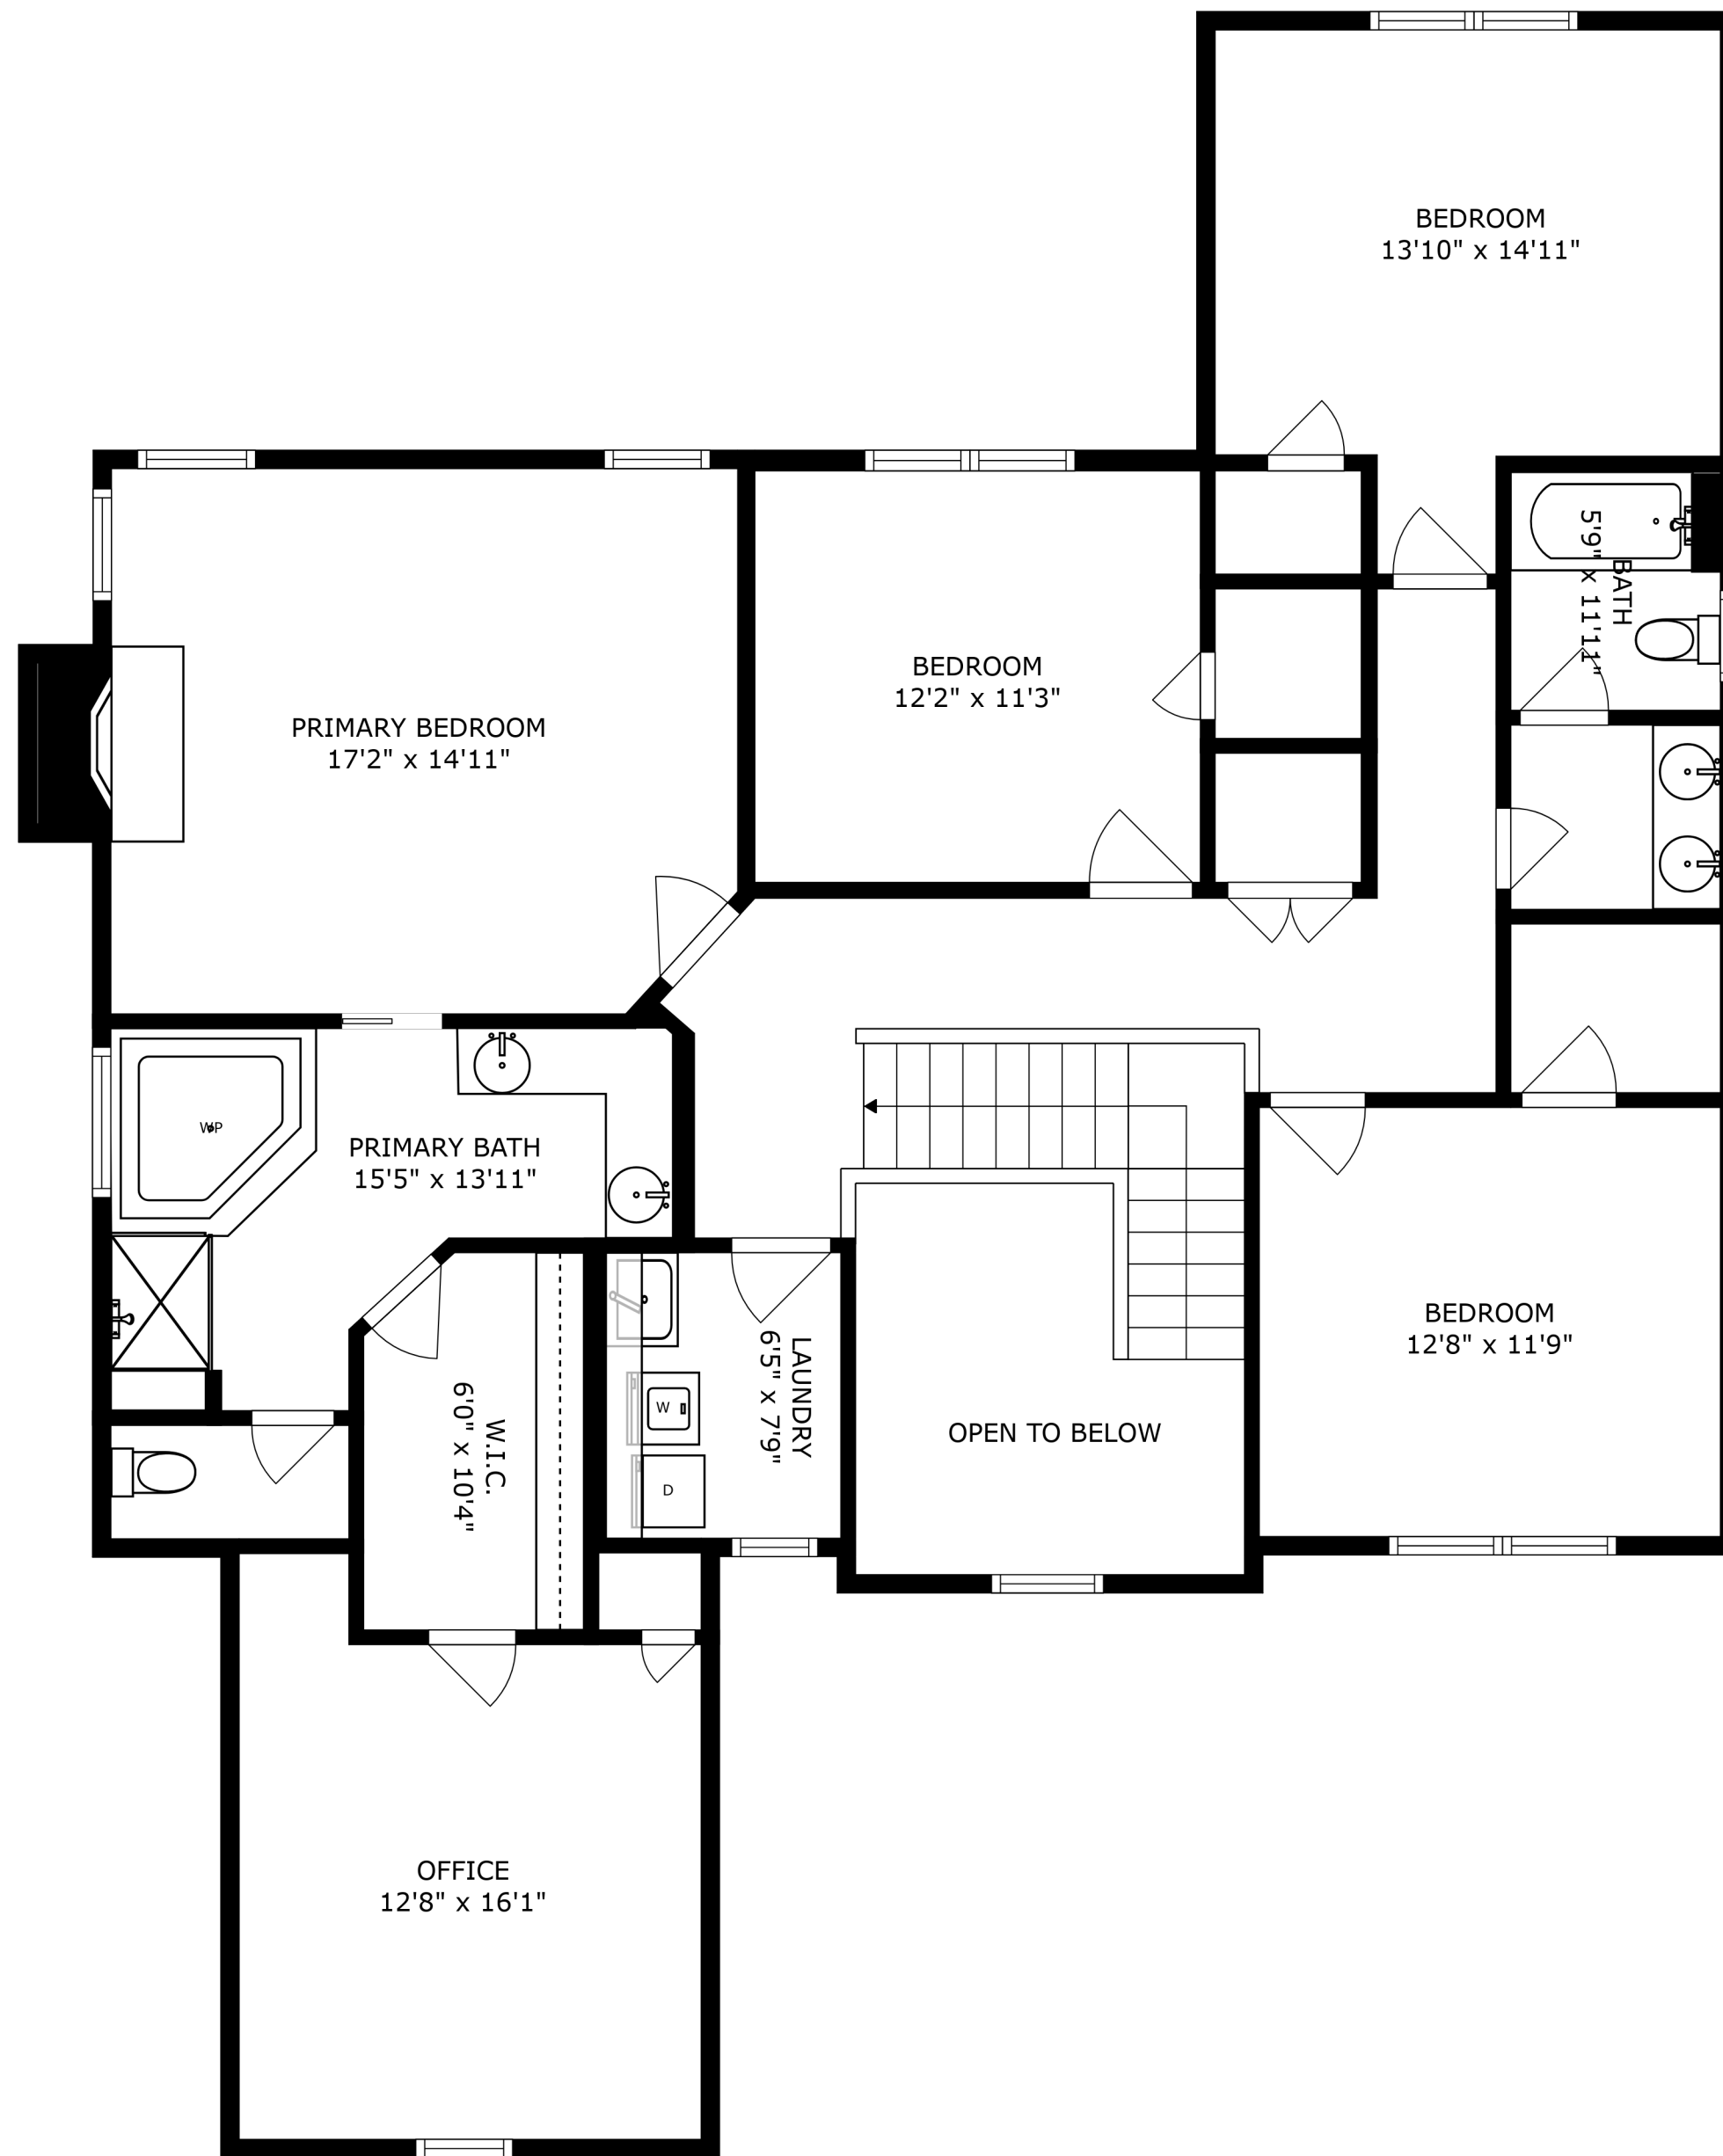 BEDROOM
13'10" x 14'11"
BATH
5'9" x 11'11"
BEDROOM
12'2" x 11'3"
PRIMARY BEDROOM
17'2" x 14'11"
WP
PRIMARY BATH
15'5" x 13'11"
BEDROOM
12'8" x 11'9"
LAUNDRY
6'5" x 7'9"
W
D
W.I.C.
6'0" x 10'4"
OPEN TO BELOW
OFFICE
12'8" x 16'1"